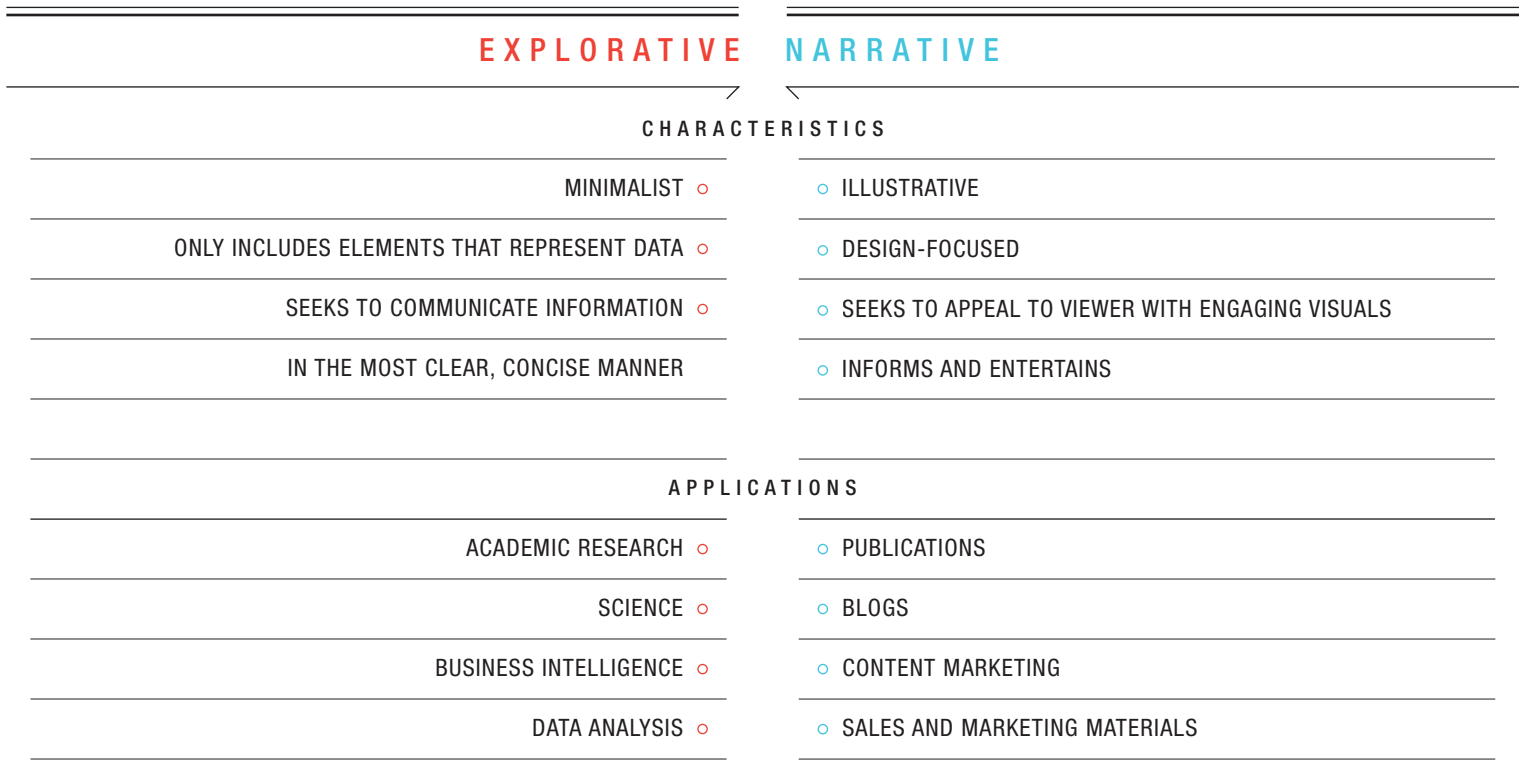 EXPLORATIVE NARRATIVE
CHARACTERISTICS
MINIMALIST
ONLY INCLUDES ELEMENTS THAT REPRESENT DATA
SEEKS TO COMMUNICATE INFORMATION
IN THE MOST CLEAR, CONCISE MANNER
ILLUSTRATIVE
DESIGN-FOCUSED
SEEKS TO APPEAL TO VIEWER WITH ENGAGING VISUALS
INFORMS AND ENTERTAINS
APPLICATIONS
ACADEMIC RESEARCH
SCIENCE
BUSINESS INTELLIGENCE
DATA ANALYSIS
PUBLICATIONS
BLOGS
CONTENT MARKETING
SALES AND MARKETING MATERIALS